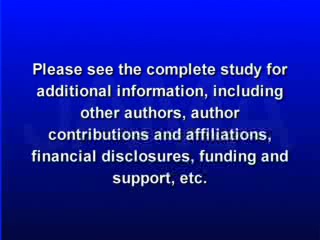 Please see the complete study for
additional information, including
other authors, author
contributions and affiliations,
financial disclosures, funding and
support, etc.